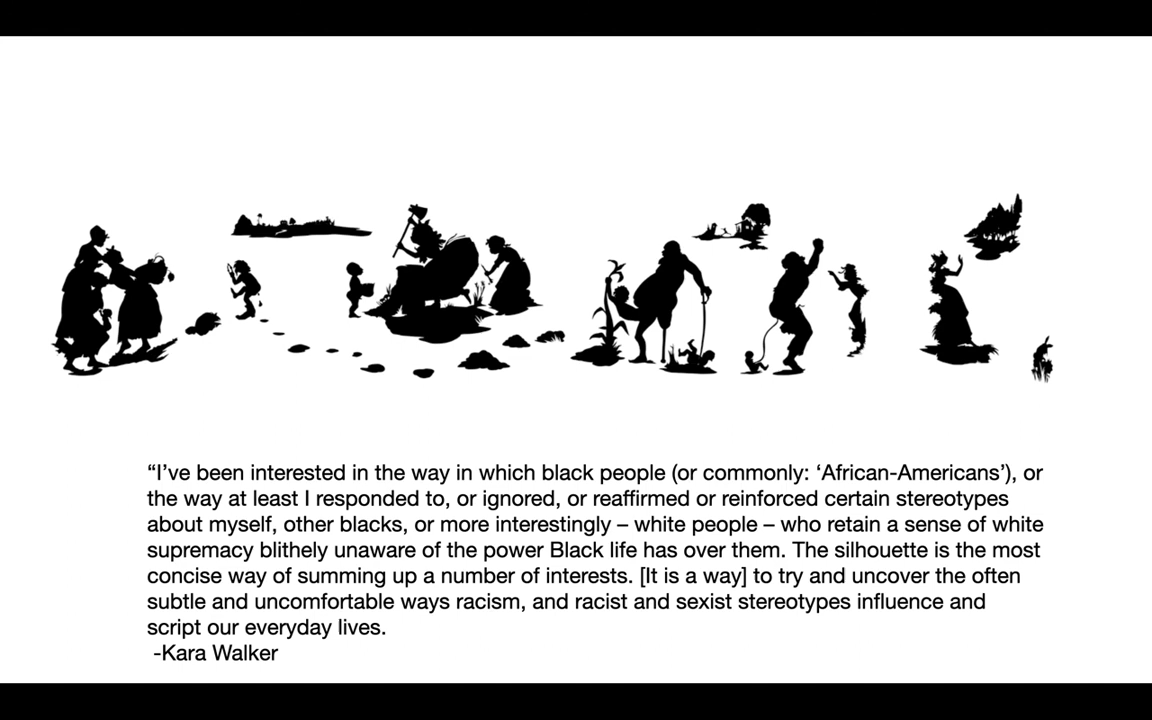 “I’ve been interested in the way in which black people (or commonly: ‘African-Americans’), or
the way at least I responded to, or ignored, or reaffirmed or reinforced certain stereotypes
about myself, other blacks, or more interestingly – white people – who retain a sense of white
supremacy blithely unaware of the power Black life has over them. The silhouette is the most
concise way of summing up a number of interests. [It is a way] to try and uncover the often
subtle and uncomfortable ways racism, and racist and sexist stereotypes influence and
script our everyday lives.
-Kara Walker